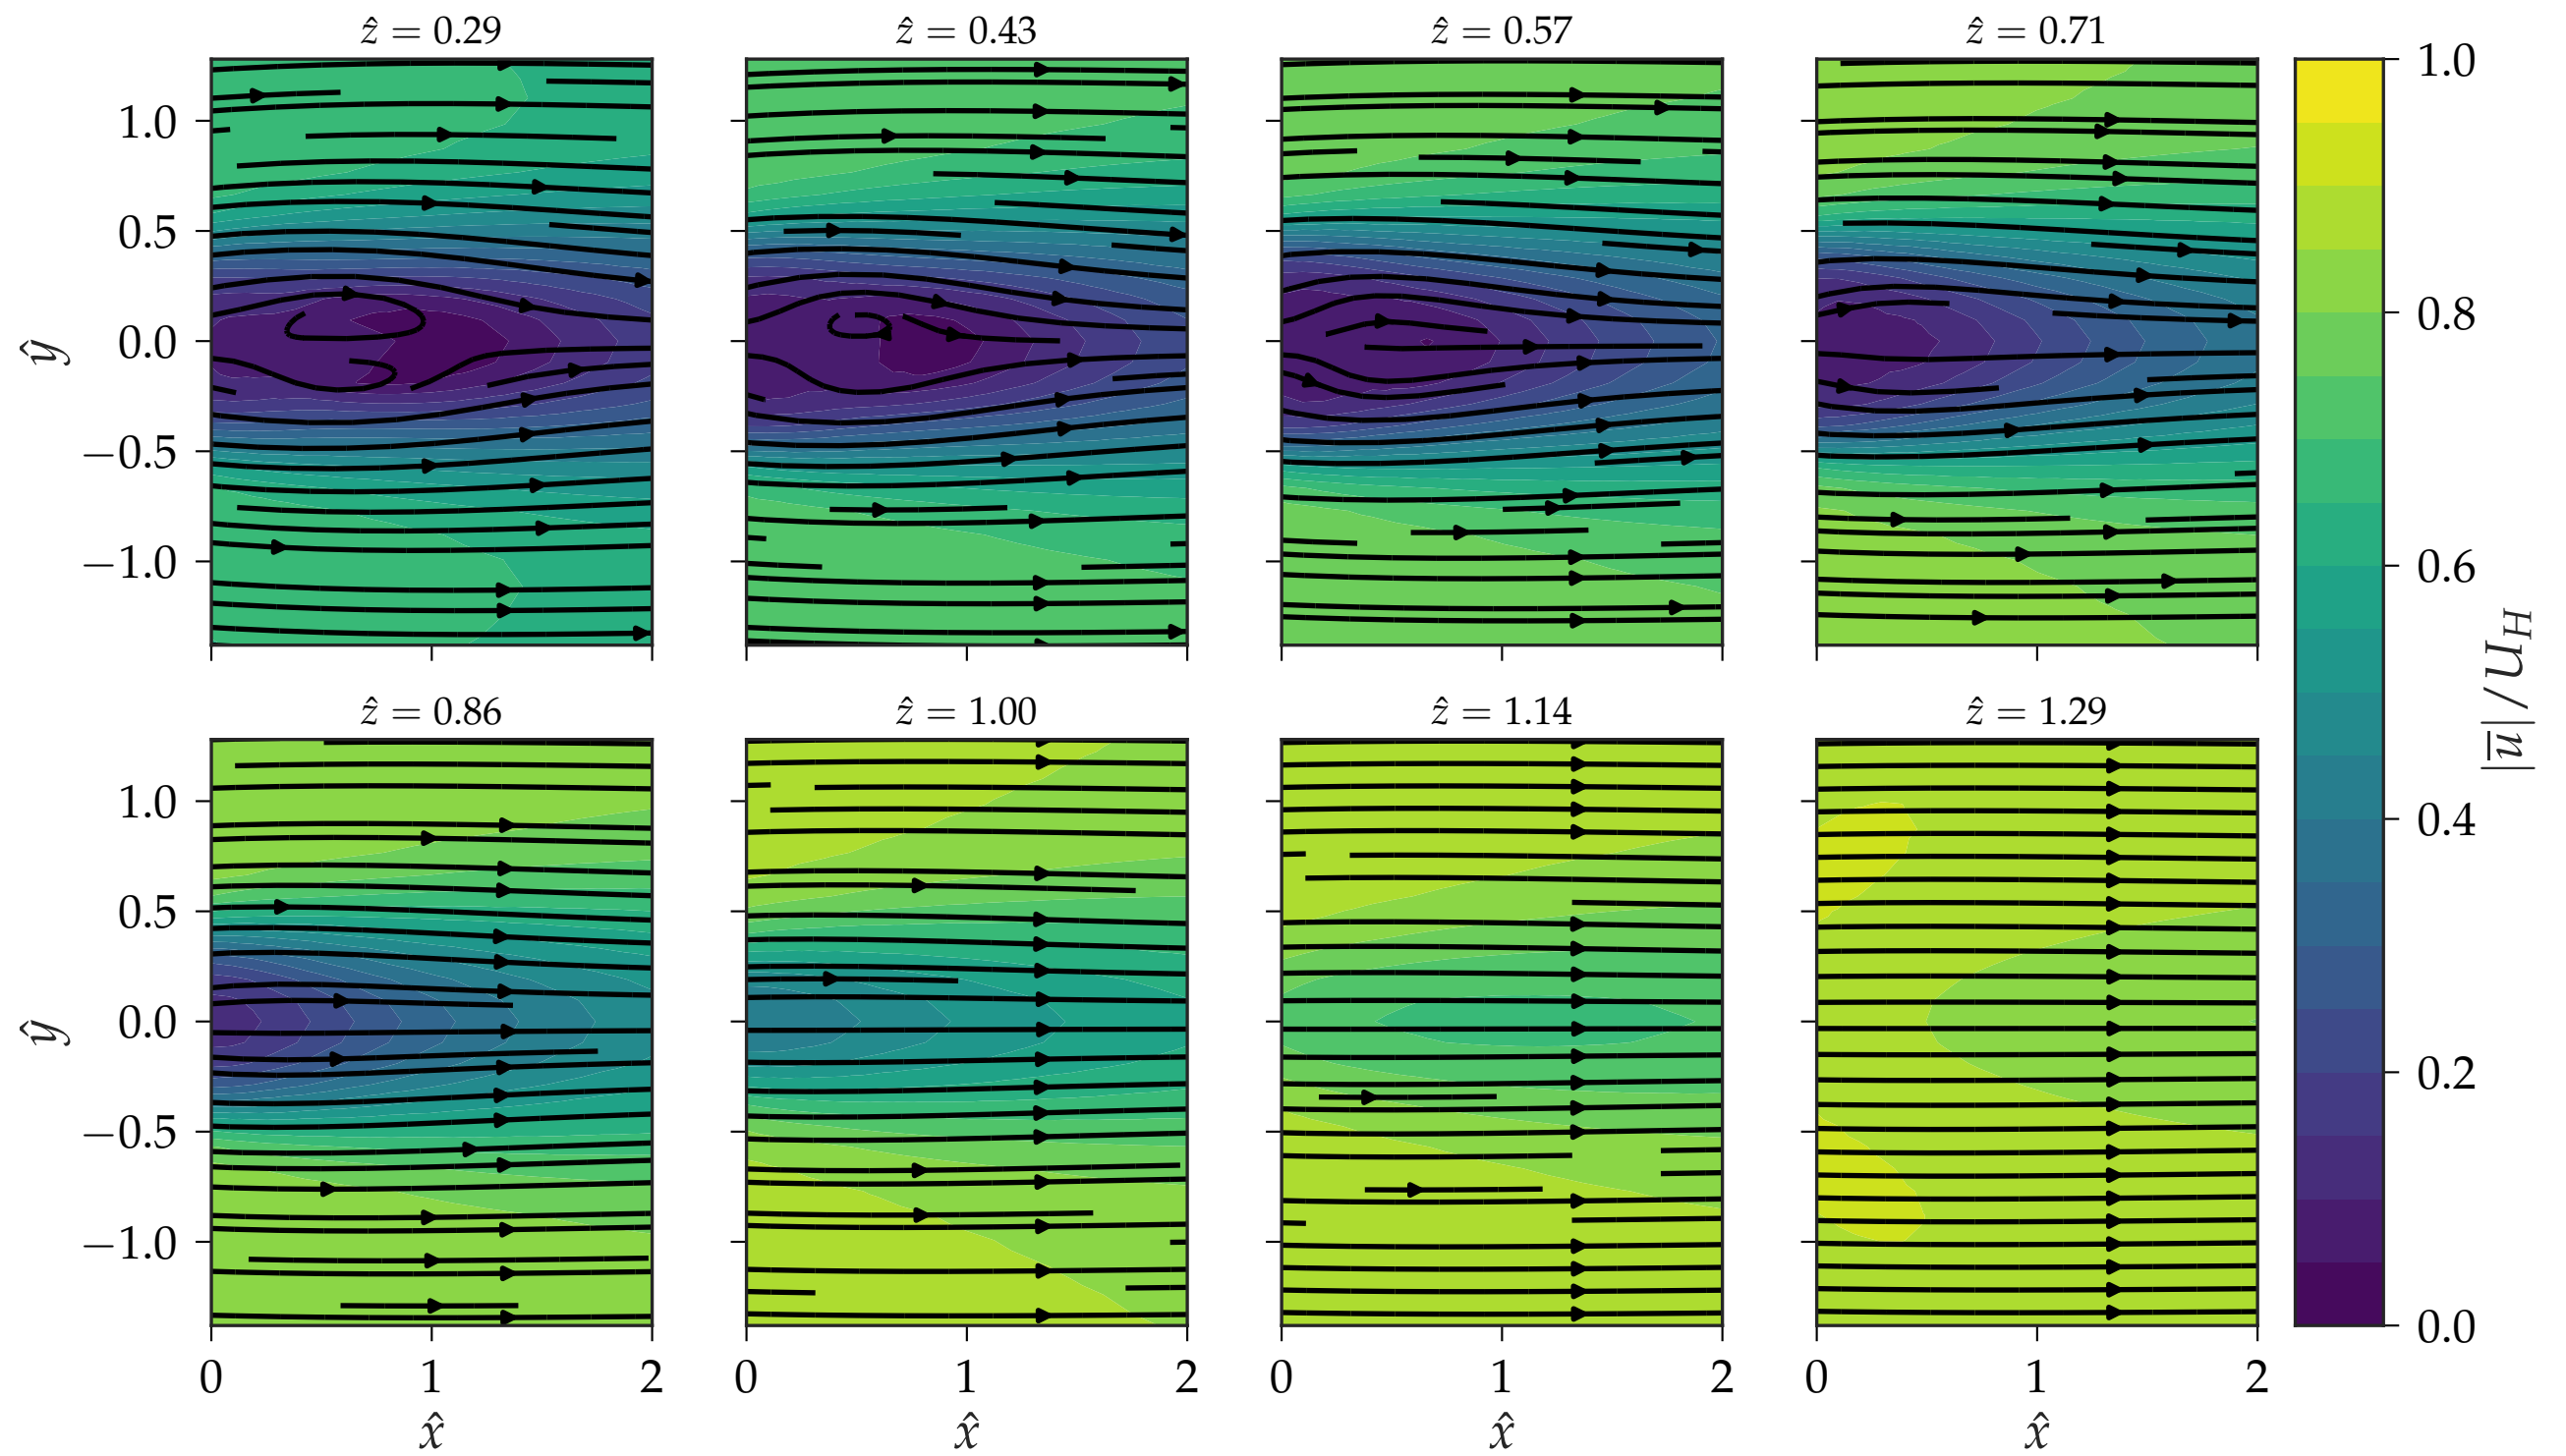 ẑ = 0.29 ẑ = 0.43 ẑ = 0.57 ẑ = 0.71
1.0
0.5
0.0
−0.5
−1.0
ŷ
ẑ = 0.86 ẑ = 1.00 ẑ = 1.14 ẑ = 1.29
1.0
0.5
0.0
−0.5
−1.0
ŷ
0 1 2 0 1 2 0 1 2 0 1 2
x̂ x̂ x̂ x̂
1.0
0.8
0.6
0.4
0.2
0.0
|u̅|/U_H